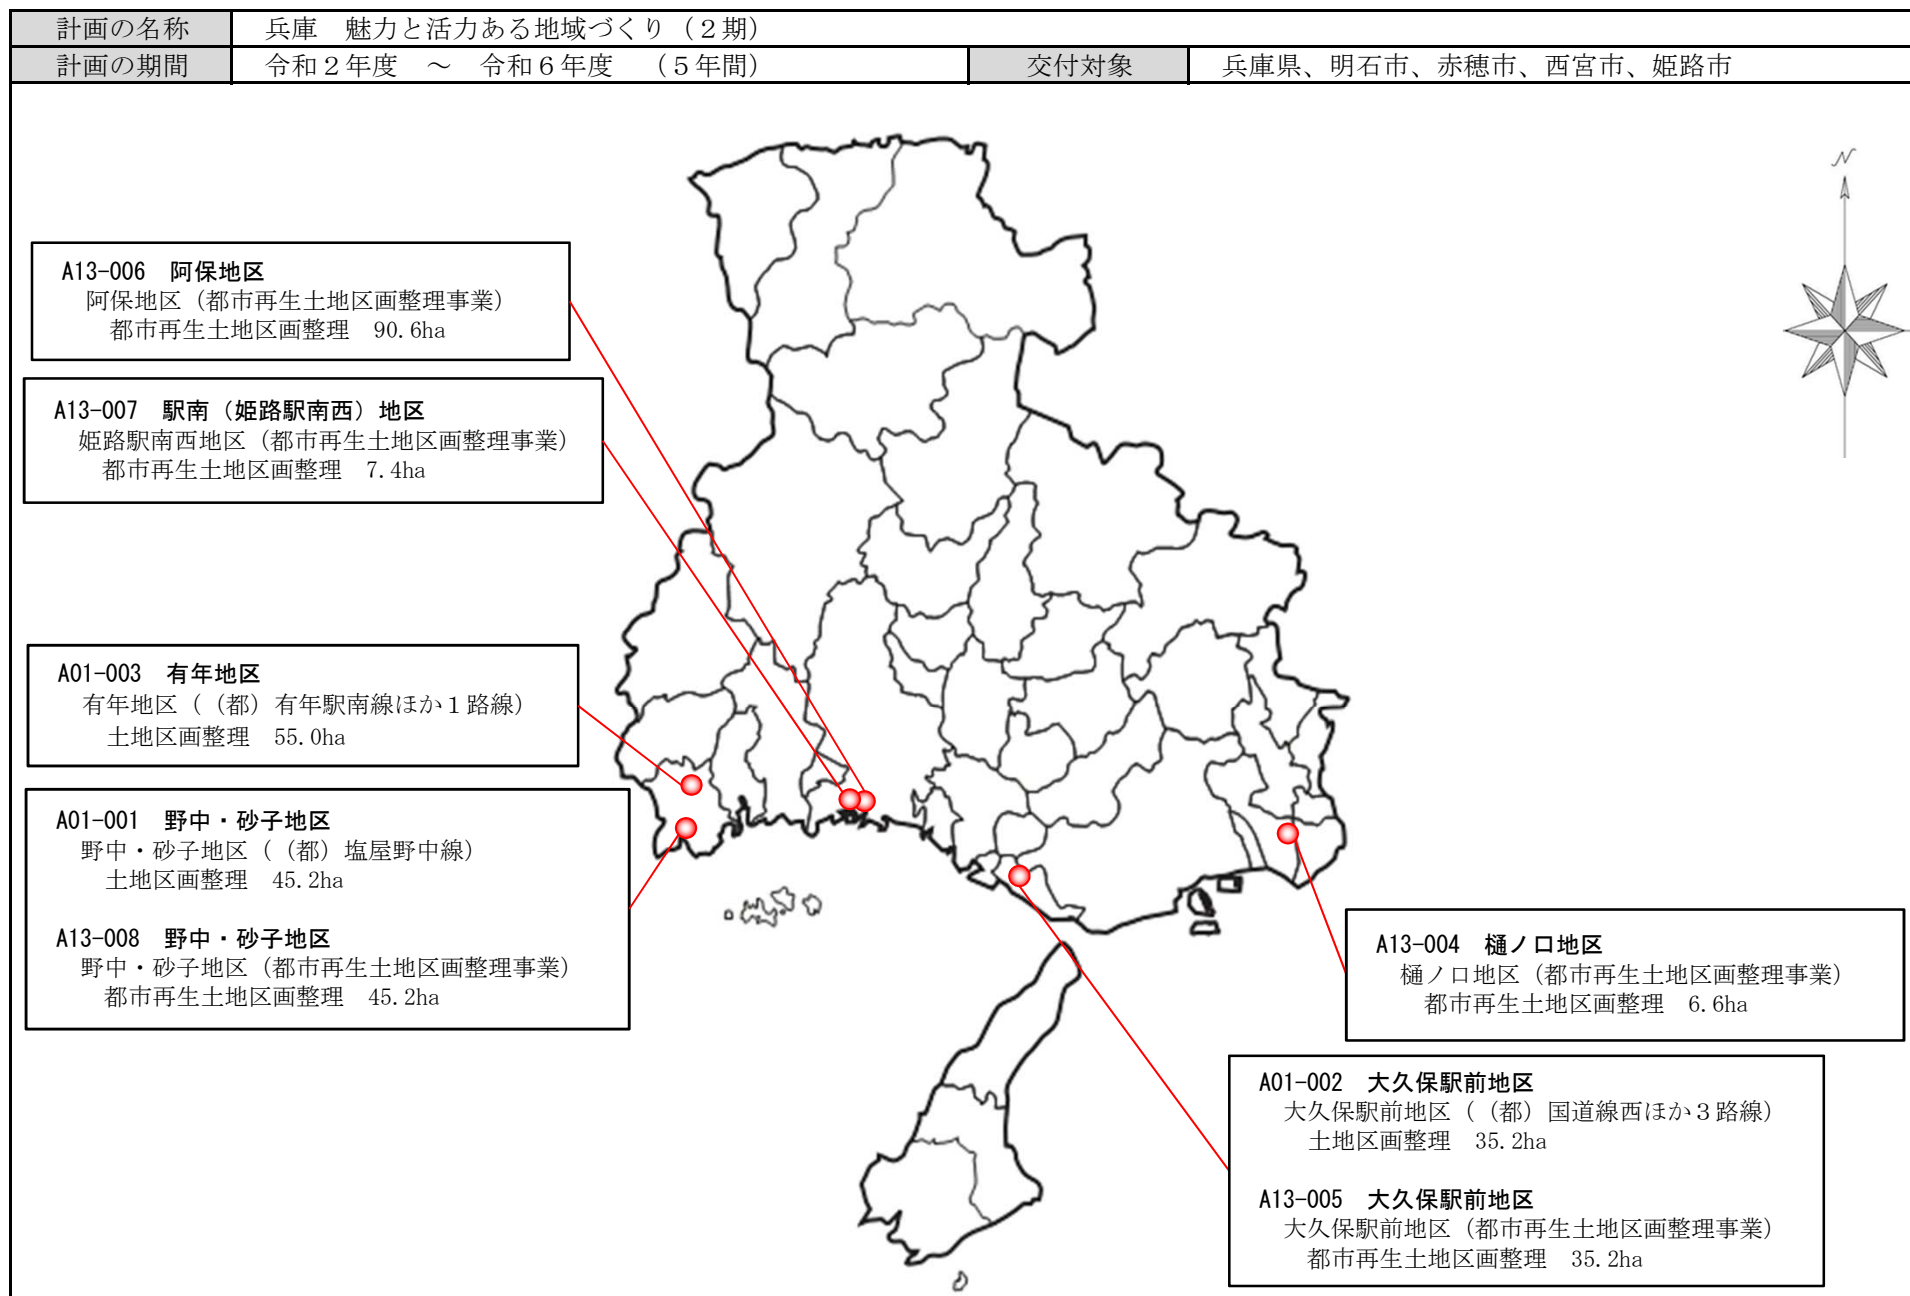 計画の名称　兵庫　魅力と活力ある地域づくり（２期）
計画の期間　令和２年度　～　令和６年度　（５年間）　交付対象　兵庫県、明石市、赤穂市、西宮市、姫路市
N
A13-006　阿保地区
阿保地区（都市再生土地区画整理事業）
都市再生土地区画整理　90.6ha
A13-007　駅南（姫路駅南西）地区
姫路駅南西地区（都市再生土地区画整理事業）
都市再生土地区画整理　7.4ha
A01-003　有年地区
有年地区（（都）有年駅南線ほか１路線）
土地区画整理　55.0ha
A01-001　野中・砂子地区
野中・砂子地区（（都）塩屋野中線）
土地区画整理　45.2ha
A13-008　野中・砂子地区
野中・砂子地区（都市再生土地区画整理事業）
都市再生土地区画整理　45.2ha
A13-004　樋ノ口地区
樋ノ口地区（都市再生土地区画整理事業）
都市再生土地区画整理　6.6ha
A01-002　大久保駅前地区
大久保駅前地区（（都）国道線西ほか３路線）
土地区画整理　35.2ha
A13-005　大久保駅前地区
大久保駅前地区（都市再生土地区画整理事業）
都市再生土地区画整理　35.2ha